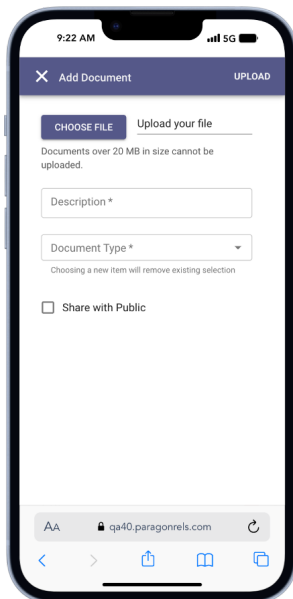 9:22 AM
5G
Add Document
UPLOAD
CHOOSE FILE
Upload your file
Documents over 20 MB in size cannot be
uploaded.
Description *
Document Type *
Choosing a new item will remove existing selection
Share with Public
AA
qa40.paragonrels.com